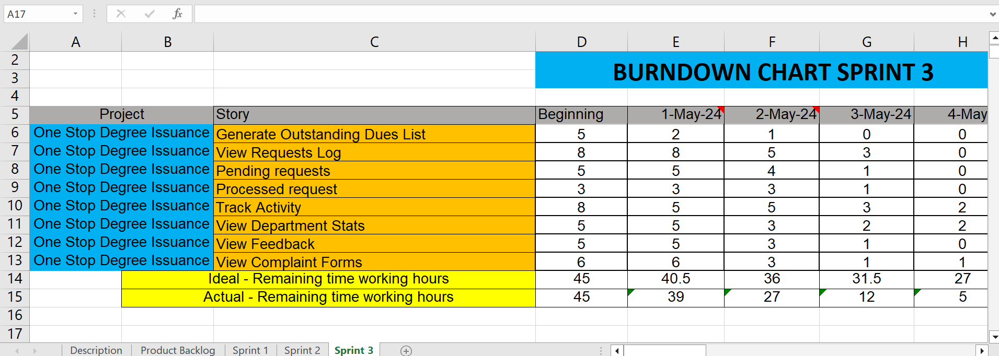 A17 fx
A B C D E F G H
2 BURNDOWN CHART SPRINT 3
3
4
5 Project Story Beginning 1-May-24 2-May-24 3-May-24 4-May
6 One Stop Degree Issuance Generate Outstanding Dues List 5 2 1 0 0
7 One Stop Degree Issuance View Requests Log 8 8 5 3 0
8 One Stop Degree Issuance Pending requests 5 5 4 1 0
9 One Stop Degree Issuance Processed request 3 3 3 1 0
10 One Stop Degree Issuance Track Activity 8 5 5 3 2
11 One Stop Degree Issuance View Department Stats 5 5 3 2 2
12 One Stop Degree Issuance View Feedback 5 5 3 1 0
13 One Stop Degree Issuance View Complaint Forms 6 6 3 1 1
14 Ideal - Remaining time working hours 45 40.5 36 31.5 27
15 Actual - Remaining time working hours 45 39 27 12 5
16
17
Description Product Backlog Sprint 1 Sprint 2 Sprint 3